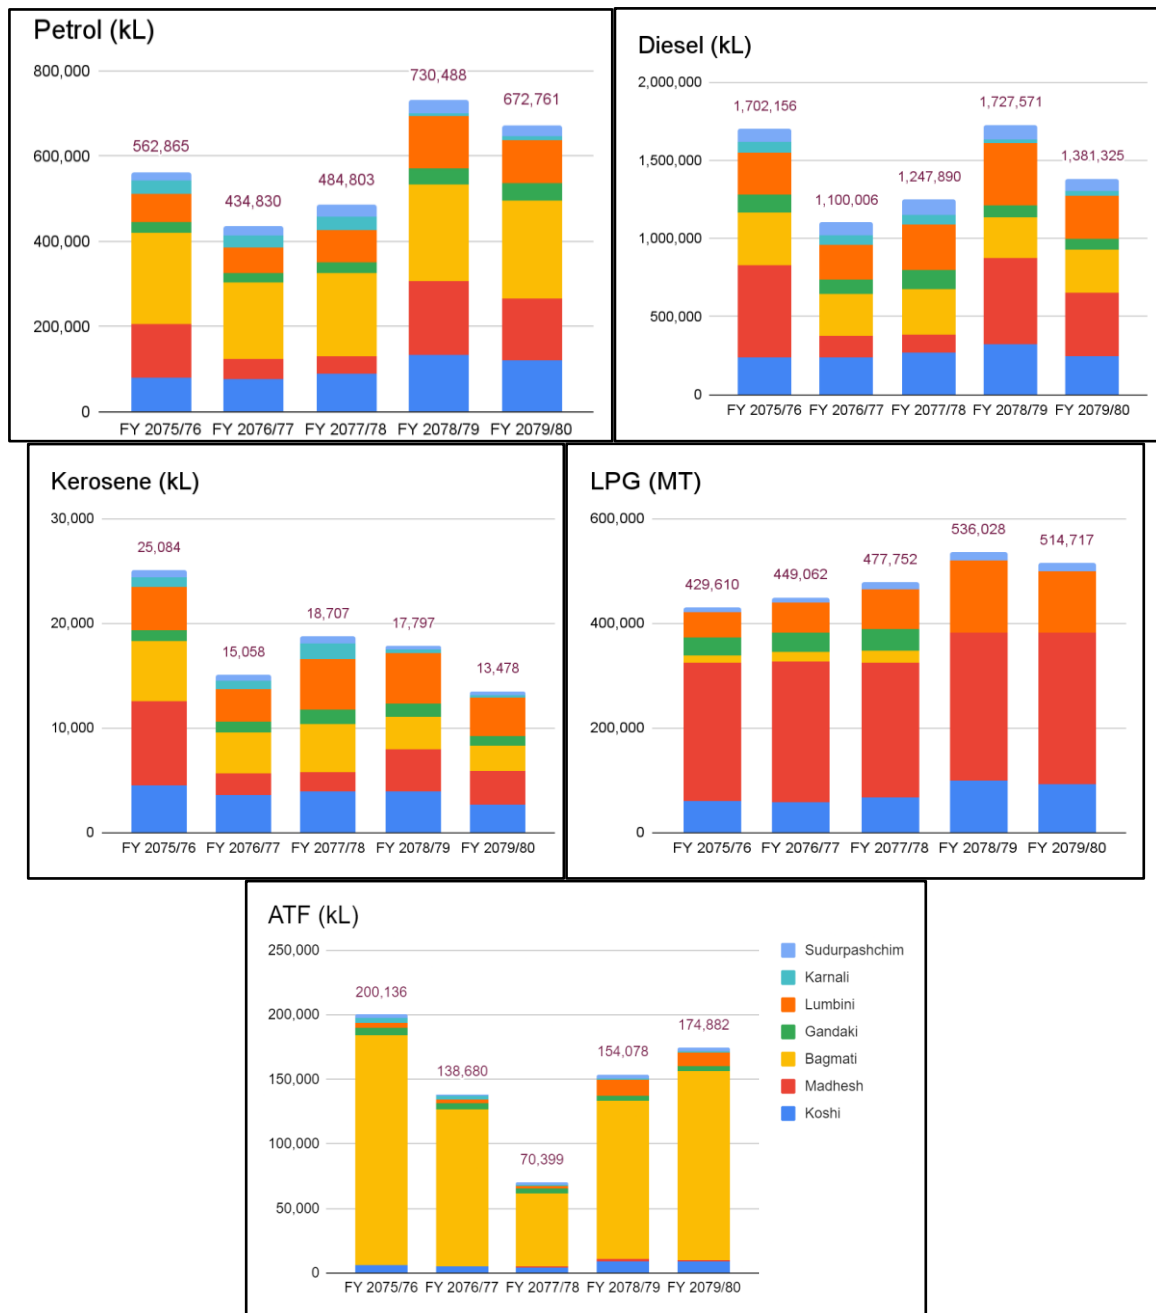 Petrol (kL)
800,000
600,000
400,000
200,000
0
562,865
434,830
484,803
730,488
672,761
FY 2075/76 FY 2076/77 FY 2077/78 FY 2078/79 FY 2079/80
Diesel (kL)
2,000,000
1,500,000
1,000,000
500,000
0
1,702,156
1,100,006
1,247,890
1,727,571
1,381,325
FY 2075/76 FY 2076/77 FY 2077/78 FY 2078/79 FY 2079/80
Kerosene (kL)
30,000
20,000
10,000
0
25,084
15,058
18,707
17,797
13,478
FY 2075/76 FY 2076/77 FY 2077/78 FY 2078/79 FY 2079/80
LPG (MT)
600,000
400,000
200,000
0
429,610
449,062
477,752
536,028
514,717
FY 2075/76 FY 2076/77 FY 2077/78 FY 2078/79 FY 2079/80
ATF (kL)
250,000
200,000
150,000
100,000
50,000
0
200,136
138,680
70,399
154,078
174,882
FY 2075/76 FY 2076/77 FY 2077/78 FY 2078/79 FY 2079/80
Sudurpashchim
Karnali
Lumbini
Gandaki
Bagmati
Madhesh
Koshi